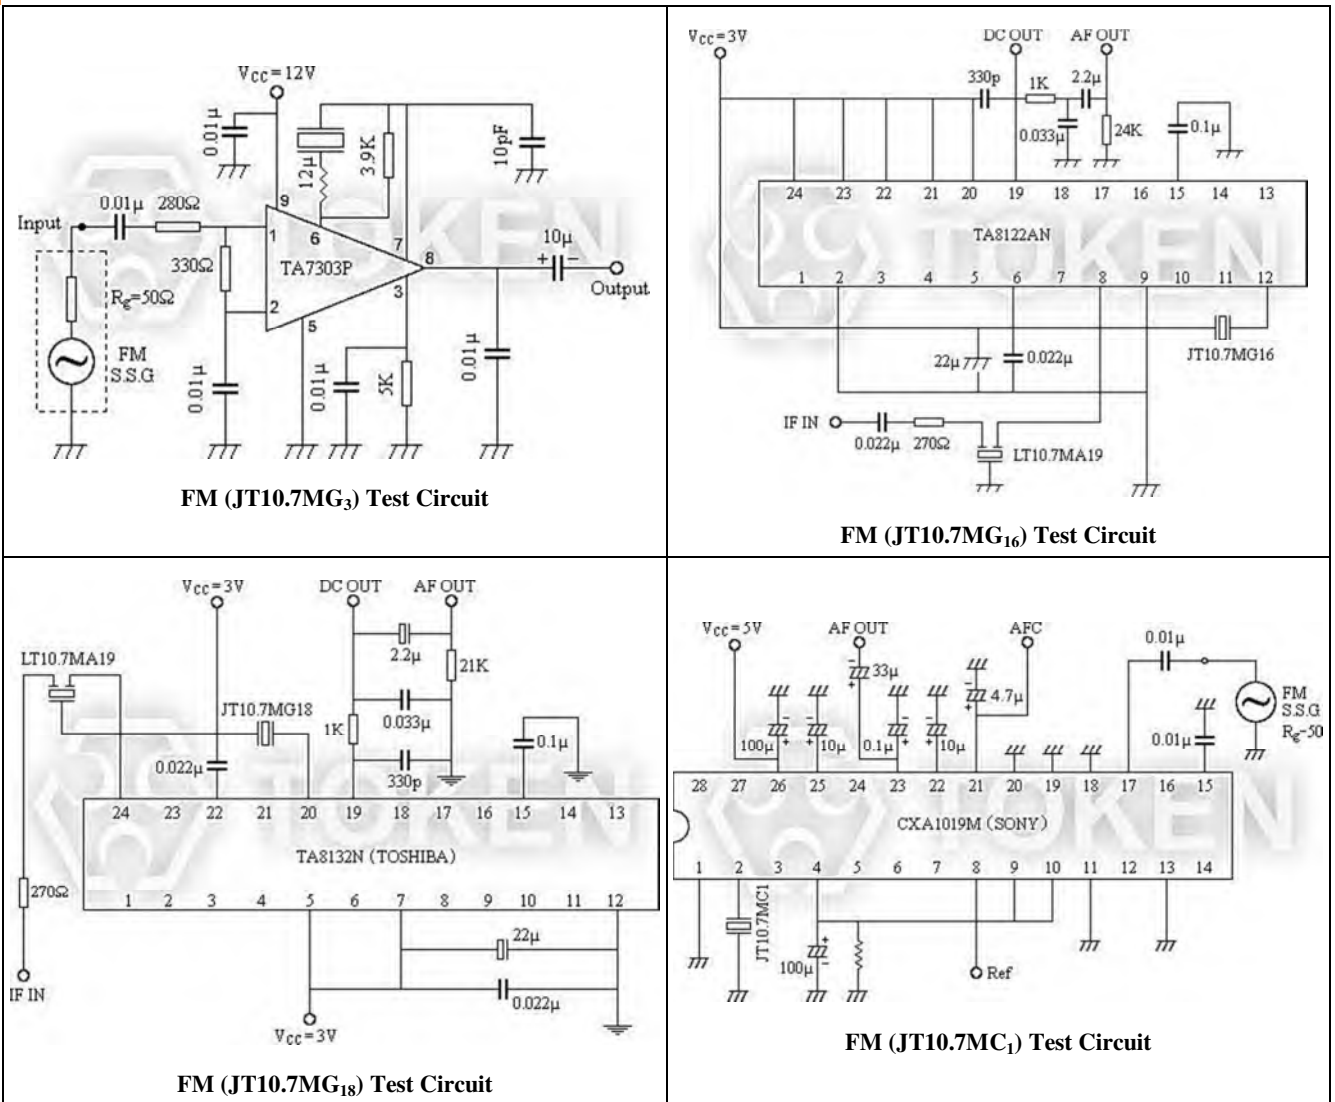 Vcc=12V
0.01µ
12µ
3.9K
10pF
0.01µ
280Ω
Input
9
1
6
7
8
330Ω
TA7303P
10µ
+ −
Output
Rg=50Ω
2
3
5
FM
S.S.G
0.01µ
0.01µ
5K
0.01µ
TOKEN
FM (JT10.7MG3) Test Circuit
Vcc=3V
DC OUT
AF OUT
330p
1K
2.2µ
0.033µ
24K
0.1µ
24 23 22 21 20 19 18 17 16 15 14 13
TA8122AN
TOKEN
1 2 3 4 5 6 7 8 9 10 11 12
22µ
0.022µ
JT10.7MG16
IF IN
0.022µ
270Ω
LT10.7MA19
FM (JT10.7MG16) Test Circuit
Vcc=3V
DC OUT
AF OUT
LT10.7MA19
2.2µ
21K
JT10.7MG18
1K
0.033µ
0.022µ
330p
0.1µ
TOKEN
24 23 22 21 20 19 18 17 16 15 14 13
TA8132N (TOSHIBA)
270Ω
1 2 3 4 5 6 7 8 9 10 11 12
22µ
IF IN
0.022µ
Vcc=3V
FM (JT10.7MG18) Test Circuit
Vcc=5V
AF OUT
AFC
0.01µ
33µ
4.7µ
FM
S.S.G
Rg-50
100µ
10µ
0.1µ
10µ
0.01µ
28 27 26 25 24 23 22 21 20 19 18 17 16 15
CXA1019M (SONY)
TOKEN
1 2 3 4 5 6 7 8 9 10 11 12 13 14
JT10.7MC1
100µ
Ref
FM (JT10.7MC1) Test Circuit